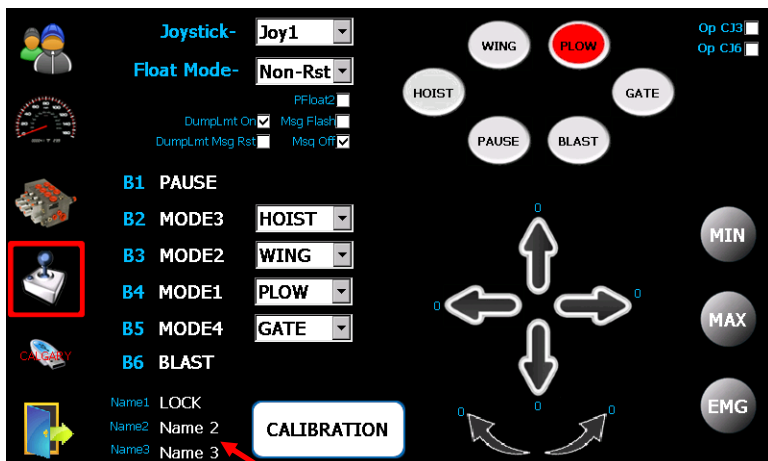 Joystick- Joy1
Float Mode- Non-Rst
PFloat2
DumpLmt On Msg Flash
DumpLmt Msg Rst Msg Off
B1 PAUSE
B2 MODE3 HOIST
B3 MODE2 WING
B4 MODE1 PLOW
B5 MODE4 GATE
B6 BLAST
Name1 LOCK
Name2 Name 2
Name3 Name 3
CALIBRATION
CALGARY
WING PLOW
HOIST GATE
PAUSE BLAST
Op CJ3
Op CJ6
0
0 0
0 0 0
MIN
MAX
EMG